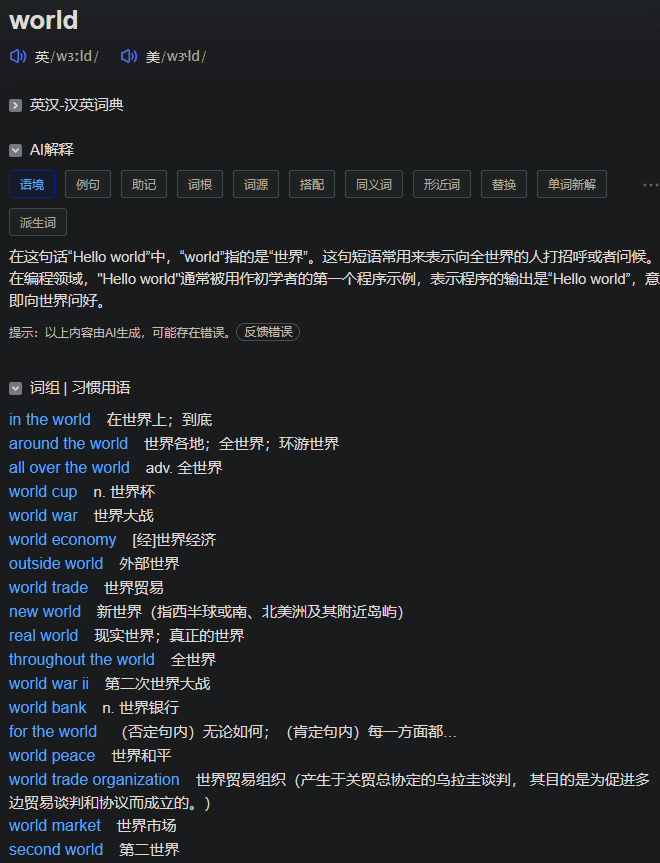 world
英/wɜːld/ 美/wɝld/
英汉-汉英词典
AI解释
语境 例句 助记 词根 词源 搭配 同义词 形近词 替换 单词新解 ...
派生词
在这句话“Hello world”中，“world”指的是“世界”。这句短语常用来表示向全世界的人打招呼或者问候。
在编程领域，"Hello world"通常被用作初学者的第一个程序示例，表示程序的输出是“Hello world”，意
即向世界问好。
提示：以上内容由AI生成，可能存在错误。 反馈错误
词组 | 习惯用语
in the world 在世界上；到底
around the world 世界各地；全世界；环游世界
all over the world adv. 全世界
world cup n. 世界杯
world war 世界大战
world economy [经]世界经济
outside world 外部世界
world trade 世界贸易
new world 新世界（指西半球或南、北美洲及其附近岛屿）
real world 现实世界；真正的世界
throughout the world 全世界
world war ii 第二次世界大战
world bank n. 世界银行
for the world （否定句内）无论如何；（肯定句内）每一方面都…
world peace 世界和平
world trade organization 世界贸易组织（产生于关贸总协定的乌拉圭谈判， 其目的是为促进多
边贸易谈判和协议而成立的。）
world market 世界市场
second world 第二世界